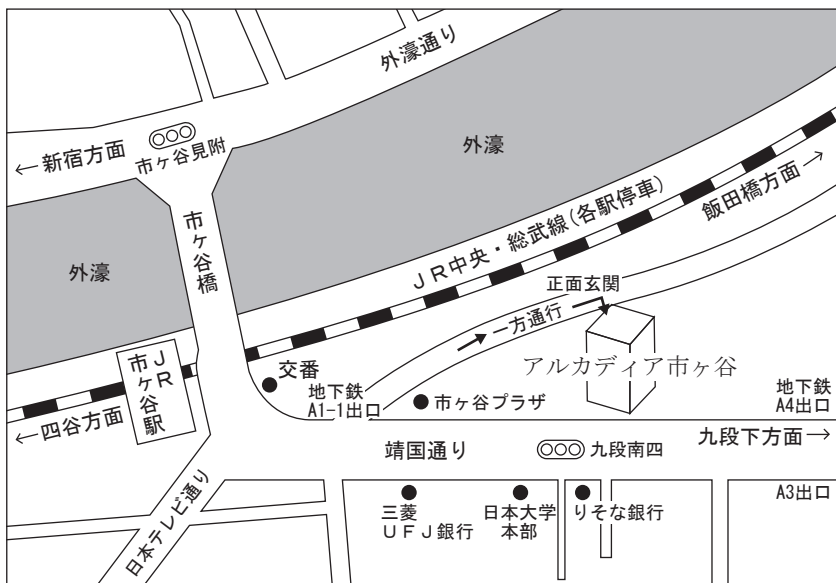 外濠通り
←新宿方面
市ヶ谷見附
外濠
市ヶ谷橋
外濠
JR中央・総武線(各駅停車)
飯田橋方面→
正面玄関
一方通行
アルカディア市ヶ谷
JR
市ヶ谷駅
交番
地下鉄
A1-1出口
市ヶ谷プラザ
地下鉄
A4出口
←四谷方面
靖国通り
九段南四
九段下方面→
日本テレビ通り
三菱
UFJ銀行
日本大学
本部
りそな銀行
A3出口